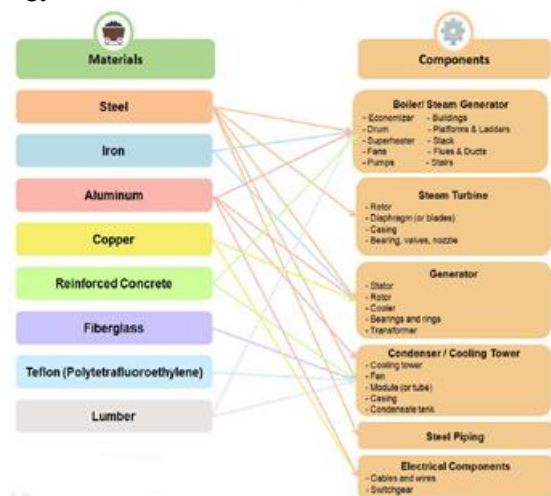 Materials
Components
Steel
Iron
Aluminum
Copper
Reinforced Concrete
Fiberglass
Teflon (Polytetrafluoroethylene)
Lumber
Boiler/ Steam Generator
- Economizer - Buildings
- Drum - Platforms & Ladders
- Superheater - Stack
- Fans - Flues & Ducts
- Pumps - Stairs
Steam Turbine
- Rotor
- Diaphragm (or blades)
- Casing
- Bearing, valves, nozzle
Generator
- Stator
- Rotor
- Cooler
- Bearings and rings
- Transformer
Condenser / Cooling Tower
- Cooling tower
- Fan
- Module (or tube)
- Casing
- Condensate tank
Steel Piping
Electrical Components
- Cables and wires
- Switchgear